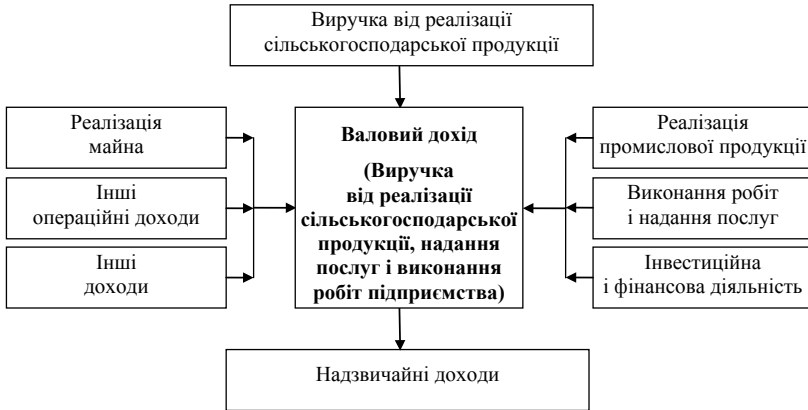 Виручка від реалізації
сільськогосподарської продукції
Реалізація
майна
Інші
операційні доходи
Інші
доходи
Валовий дохід
(Виручка
від реалізації
сільськогосподарської
продукції, надання
послуг і виконання
робіт підприємства)
Реалізація
промислової продукції
Виконання робіт
і надання послуг
Інвестиційна
і фінансова діяльність
Надзвичайні доходи